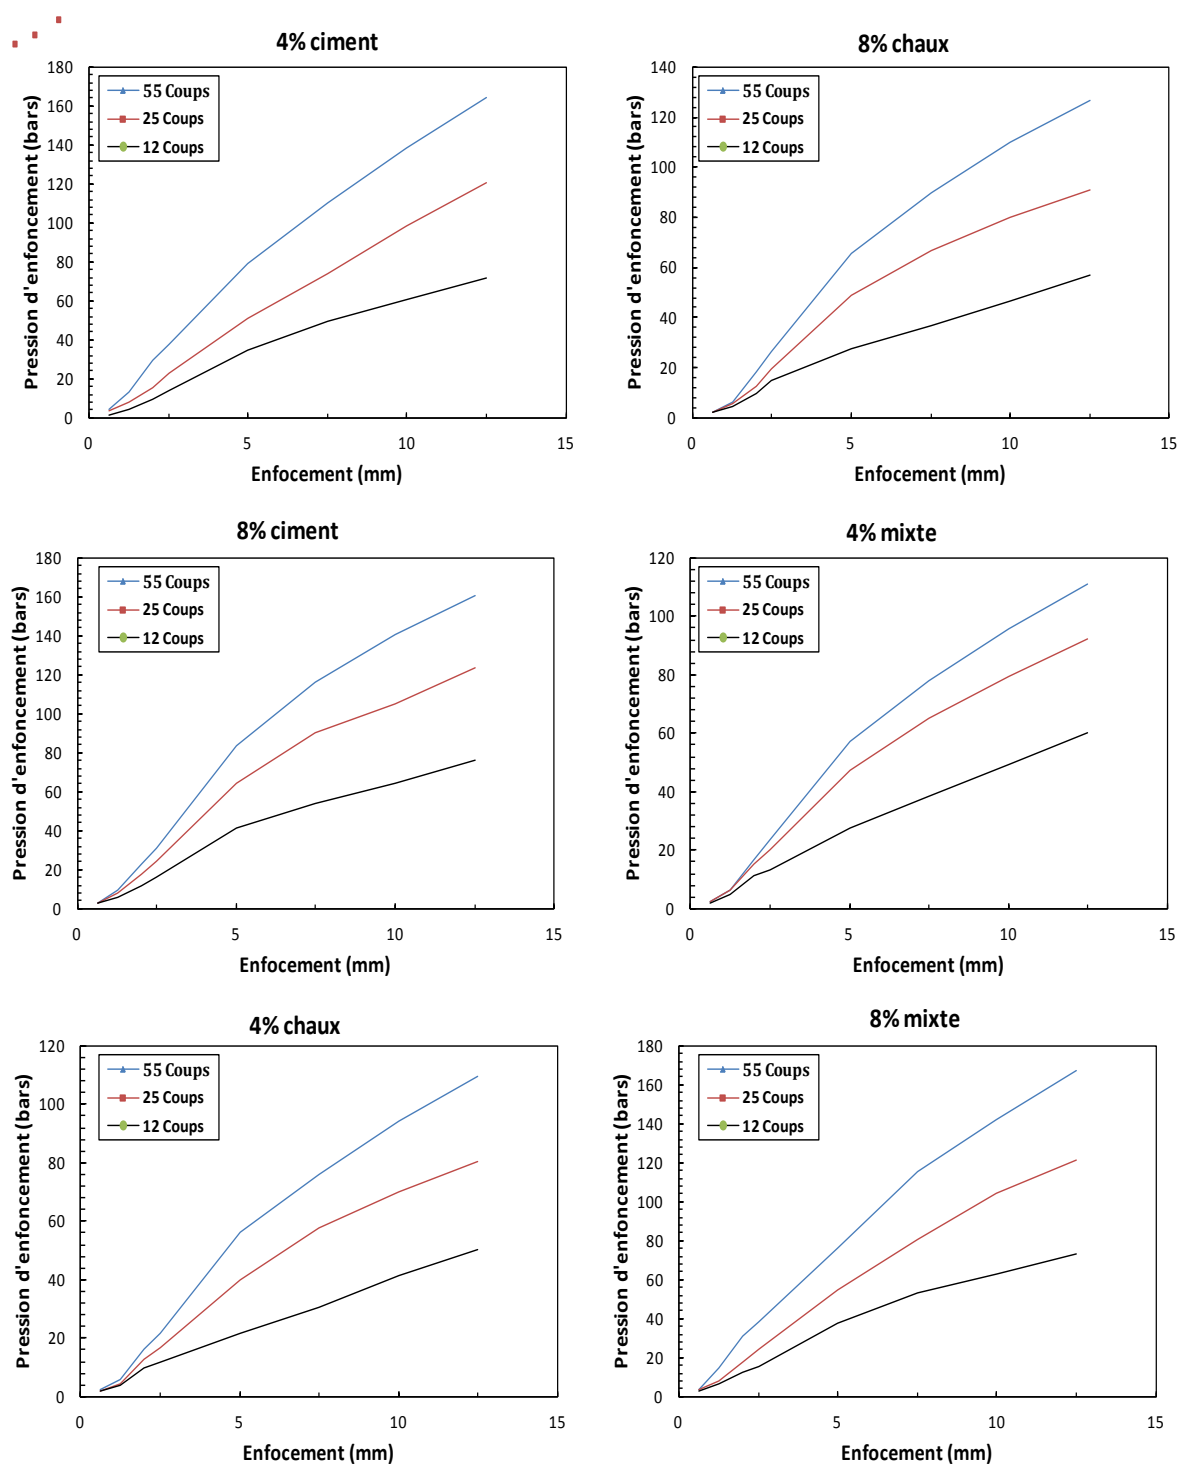 4% ciment
180
160
140
120
100
80
60
40
20
0
0 5 10 15
Pression d'enfoncement (bars)
Enfocement (mm)
55 Coups
25 Coups
12 Coups
8% chaux
140
120
100
80
60
40
20
0
0 5 10 15
Pression d'enfoncement (bars)
Enfocement (mm)
55 Coups
25 Coups
12 Coups
8% ciment
180
160
140
120
100
80
60
40
20
0
0 5 10 15
Pression d'enfoncement (bars)
Enfocement (mm)
55 Coups
25 Coups
12 Coups
4% mixte
120
100
80
60
40
20
0
0 5 10 15
Pression d'enfoncement (bars)
Enfocement (mm)
55 Coups
25 Coups
12 Coups
4% chaux
120
100
80
60
40
20
0
0 5 10 15
Pression d'enfoncement (bars)
Enfocement (mm)
55 Coups
25 Coups
12 Coups
8% mixte
180
160
140
120
100
80
60
40
20
0
0 5 10 15
Pression d'enfoncement (bars)
Enfocement (mm)
55 Coups
25 Coups
12 Coups